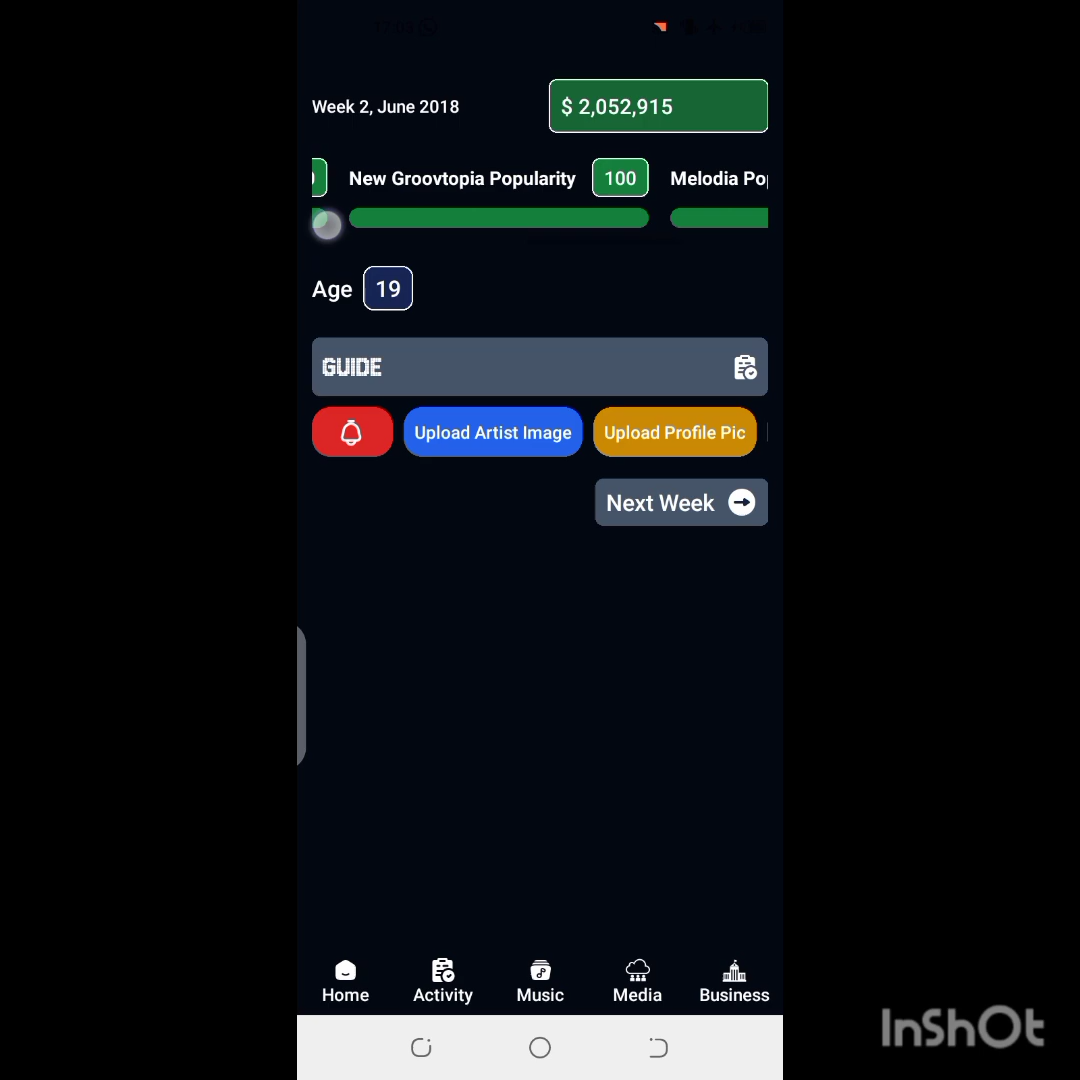 Week 2, June 2018
$ 2,052,915
New Groovtopia Popularity 100 Melodia
Age 19
GUIDE
Upload Artist Image Upload Profile Pic
Next Week
Home Activity Music Media Business
InShOt